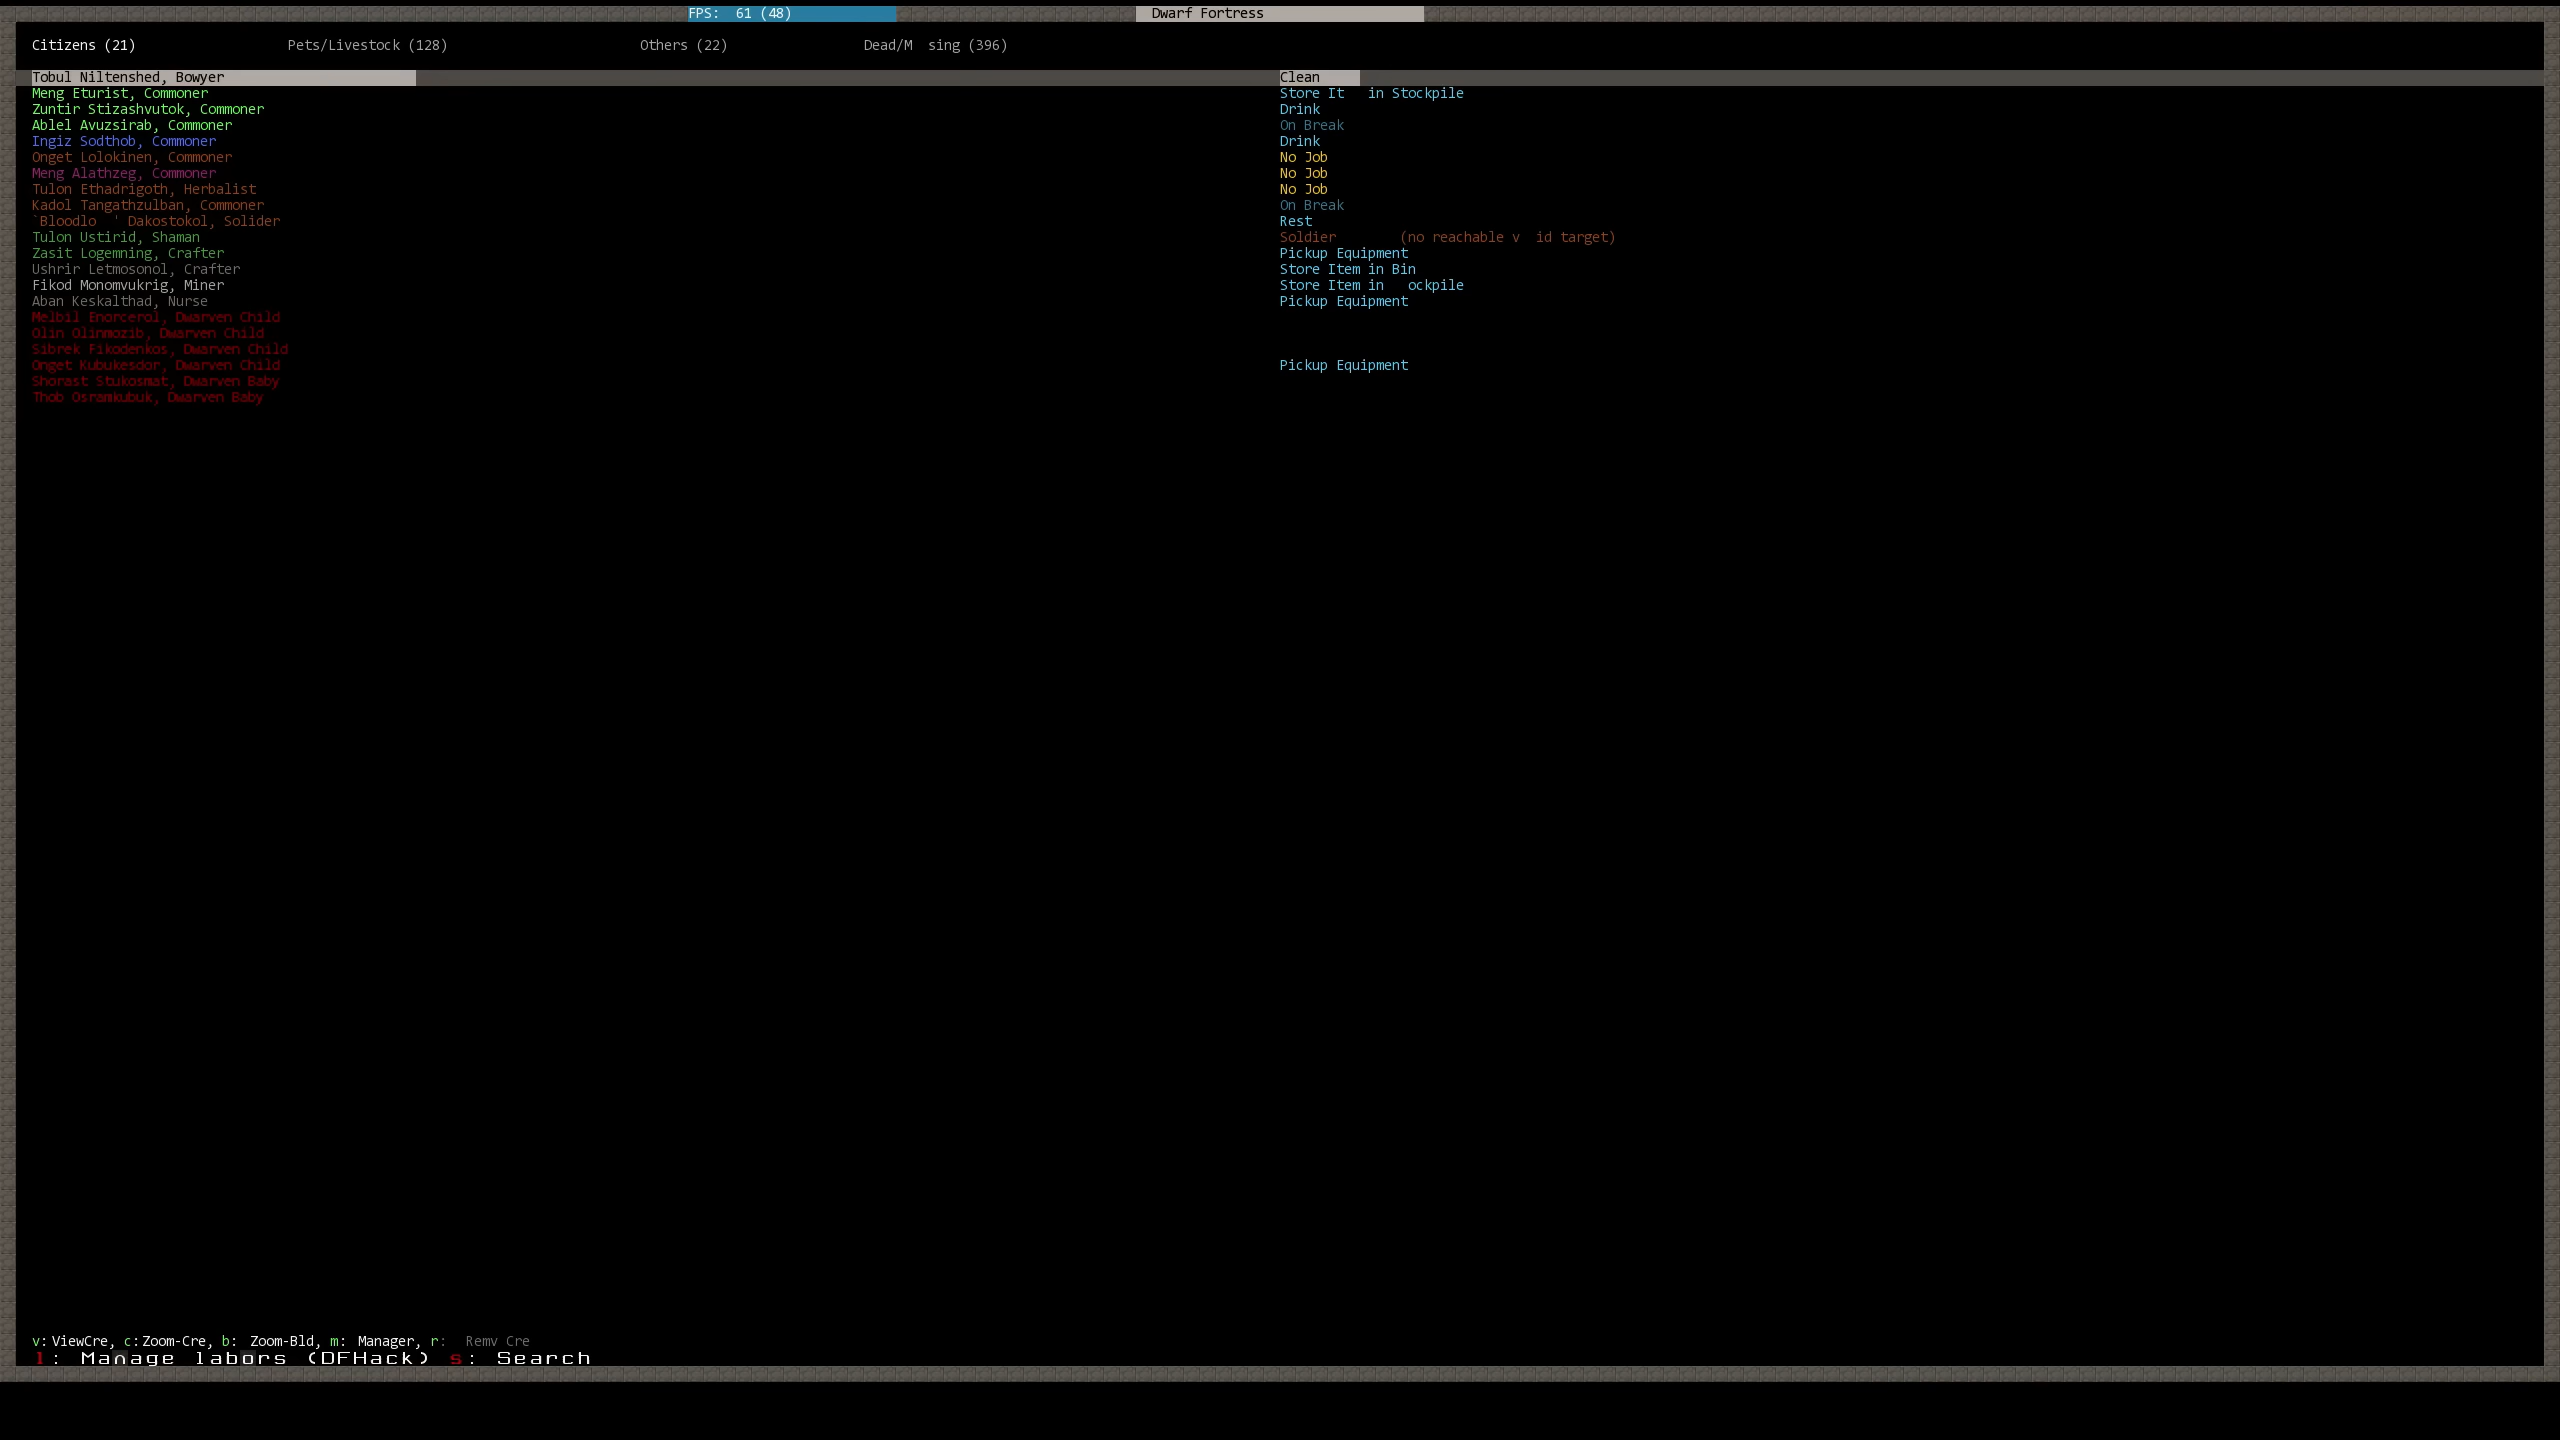 FPS: 61 (48) Dwarf Fortress
Citizens (21) Pets/Livestock (128) Others (22) Dead/M sing (396)
Tobul Niltenshed, Bowyer Clean
Meng Eturist, Commoner Store It in Stockpile
Zuntir Stizashvutok, Commoner Drink
Ablel Avuzsirab, Commoner On Break
Ingiz Sodthob, Commoner Drink
Onget Lolokinen, Commoner No Job
Meng Alathzeg, Commoner No Job
Tulon Ethadrigoth, Herbalist No Job
Kadol Tangathzulban, Commoner On Break
`Bloodlo ' Dakostokol, Solider Rest
Tulon Ustirid, Shaman Soldier (no reachable v id target)
Zasit Logemning, Crafter Pickup Equipment
Ushrir Letmosonol, Crafter Store Item in Bin
Fikod Monomvukrig, Miner Store Item in ockpile
Aban Keskalthad, Nurse Pickup Equipment
Melbil Enorcerol, Dwarven Child
Olin Olinmozib, Dwarven Child
Sibrek Fikodenkos, Dwarven Child
Onget Kubukesdor, Dwarven Child Pickup Equipment
Shorast Stukosmat, Dwarven Baby
Thob Osramkubuk, Dwarven Baby
v: ViewCre, c: Zoom-Cre, b: Zoom-Bld, m: Manager, r: Remv Cre
l: Manage labors (DFHack) s: Search